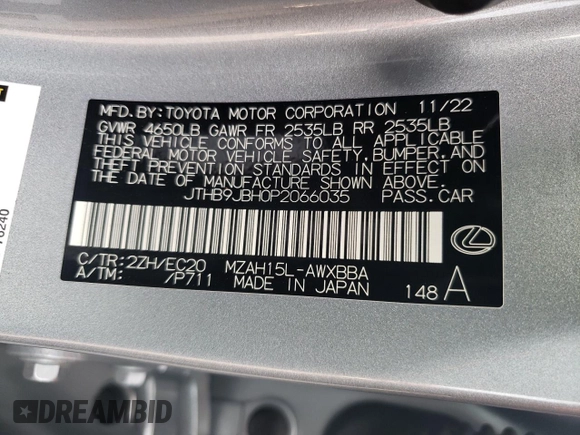 MFD.BY:TOYOTA MOTOR CORPORATION 11/22
GVWR 4650LB GAWR FR 2535LB RR 2535LB
THIS VEHICLE CONFORMS TO ALL APPLICABLE
FEDERAL MOTOR VEHICLE SAFETY,BUMPER,AND
THEFT PREVENTION STANDARDS IN EFFECT ON
THE DATE OF MANUFACTURE SHOWN ABOVE.
JTHB9JBH0P2066035 PASS.CAR
C/TR:2ZH/EC20 MZAH15L-AWXBBA
A/TM: /P711 MADE IN JAPAN 148A
DREAMBID